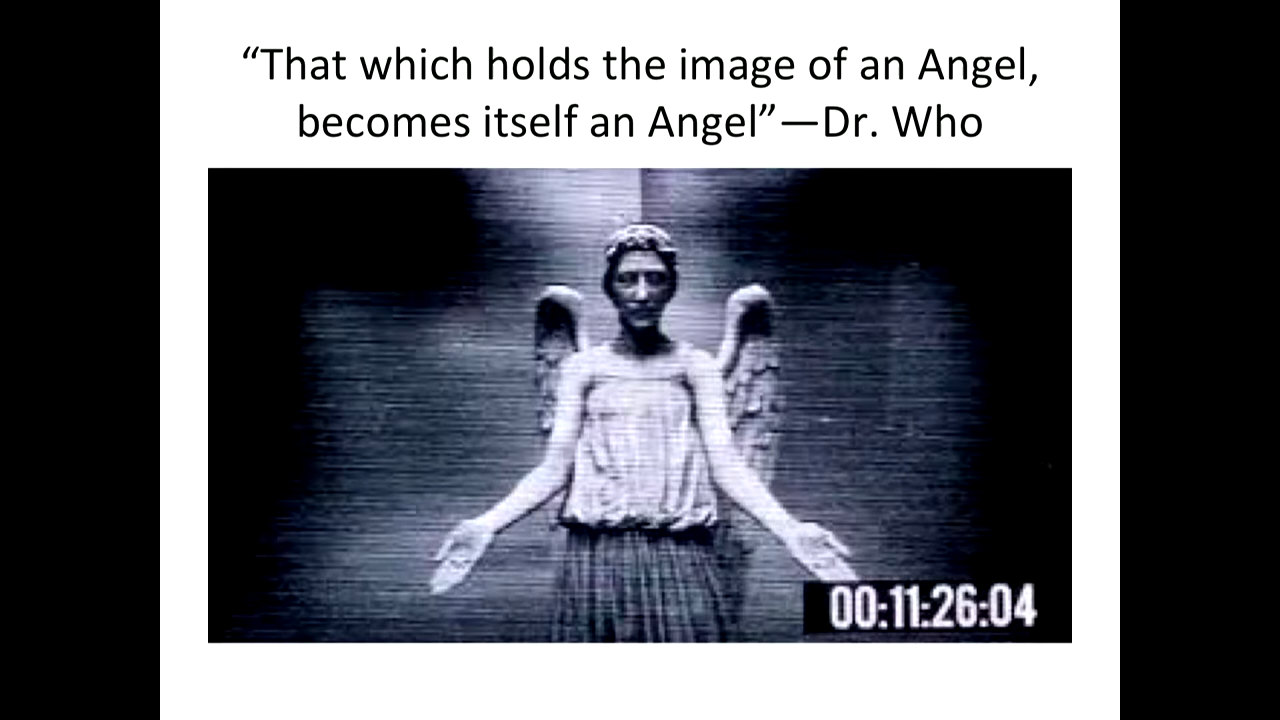 “That which holds the image of an Angel,
becomes itself an Angel”—Dr. Who
00:11:26:04